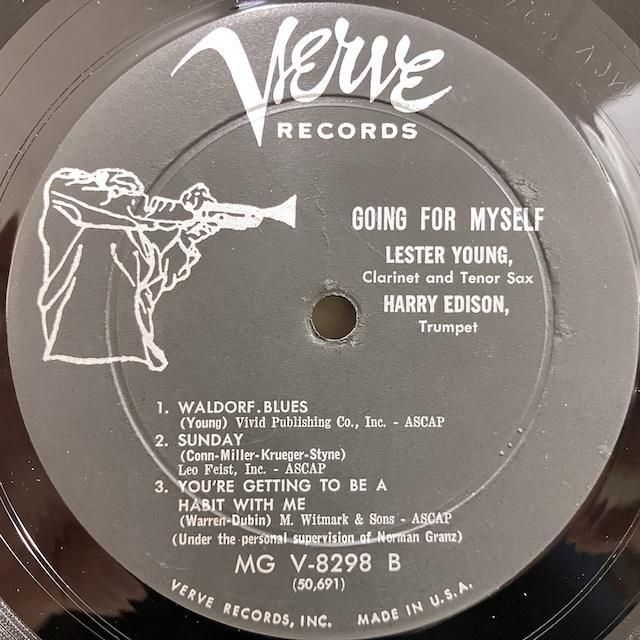 Verve
RECORDS
GOING FOR MYSELF
LESTER YOUNG,
Clarinet and Tenor Sax
HARRY EDISON,
Trumpet
1. WALDORF.BLUES
(Young) Vivid Publishing Co., Inc. - ASCAP
2. SUNDAY
(Conn-Miller-Krueger-Styne)
Leo Feist, Inc. - ASCAP
3. YOU'RE GETTING TO BE A
HABIT WITH ME
(Warren-Dubin) M. Witmark & Sons - ASCAP
(Under the personal supervision of Norman Granz)
MG V-8298 B
(50,691)
VERVE RECORDS, INC. MADE IN U.S.A.